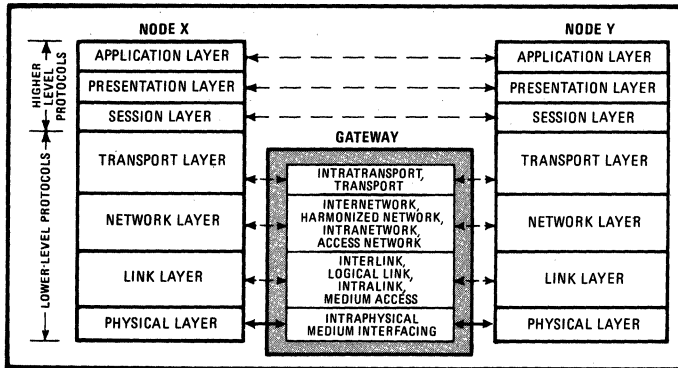 NODE X
NODE Y
HIGHER
LEVEL
PROTOCOLS
LOWER-LEVEL PROTOCOLS
APPLICATION LAYER
PRESENTATION LAYER
SESSION LAYER
TRANSPORT LAYER
NETWORK LAYER
LINK LAYER
PHYSICAL LAYER
GATEWAY
INTRATRANSPORT,
TRANSPORT
INTERNETWORK,
HARMONIZED NETWORK,
INTRANETWORK,
ACCESS NETWORK
INTERLINK,
LOGICAL LINK,
INTRALINK,
MEDIUM ACCESS
INTRAPHYSICAL
MEDIUM INTERFACING
APPLICATION LAYER
PRESENTATION LAYER
SESSION LAYER
TRANSPORT LAYER
NETWORK LAYER
LINK LAYER
PHYSICAL LAYER